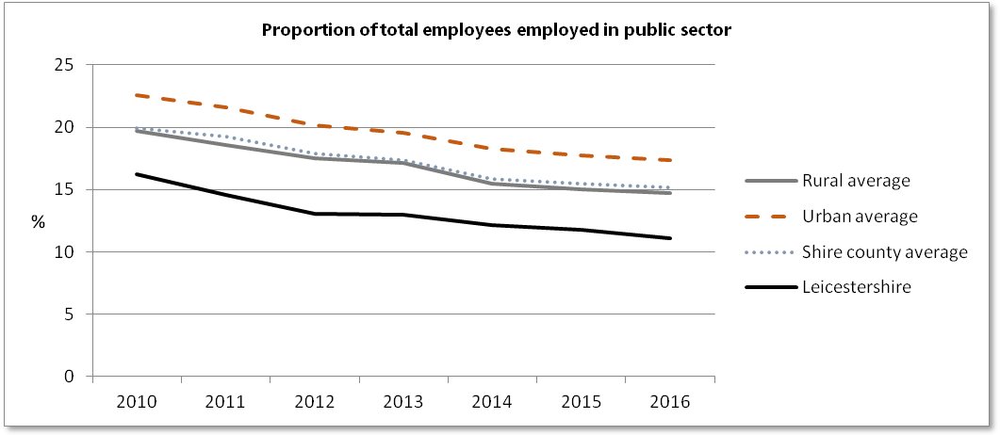 Proportion of total employees employed in public sector
25
20
15
10
5
0
%
2010 2011 2012 2013 2014 2015 2016
Rural average
Urban average
Shire county average
Leicestershire